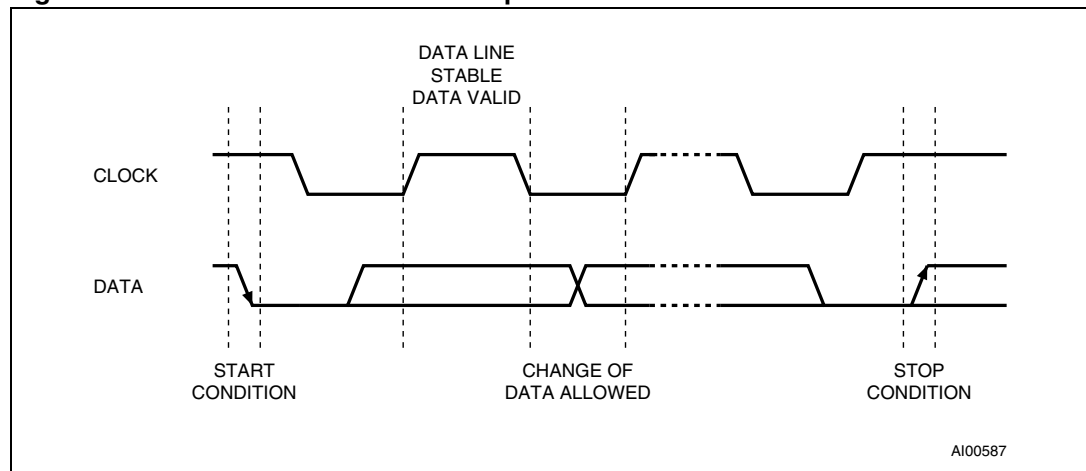 DATA LINE
STABLE
DATA VALID
CLOCK
DATA
START
CONDITION
CHANGE OF
DATA ALLOWED
STOP
CONDITION
AI00587